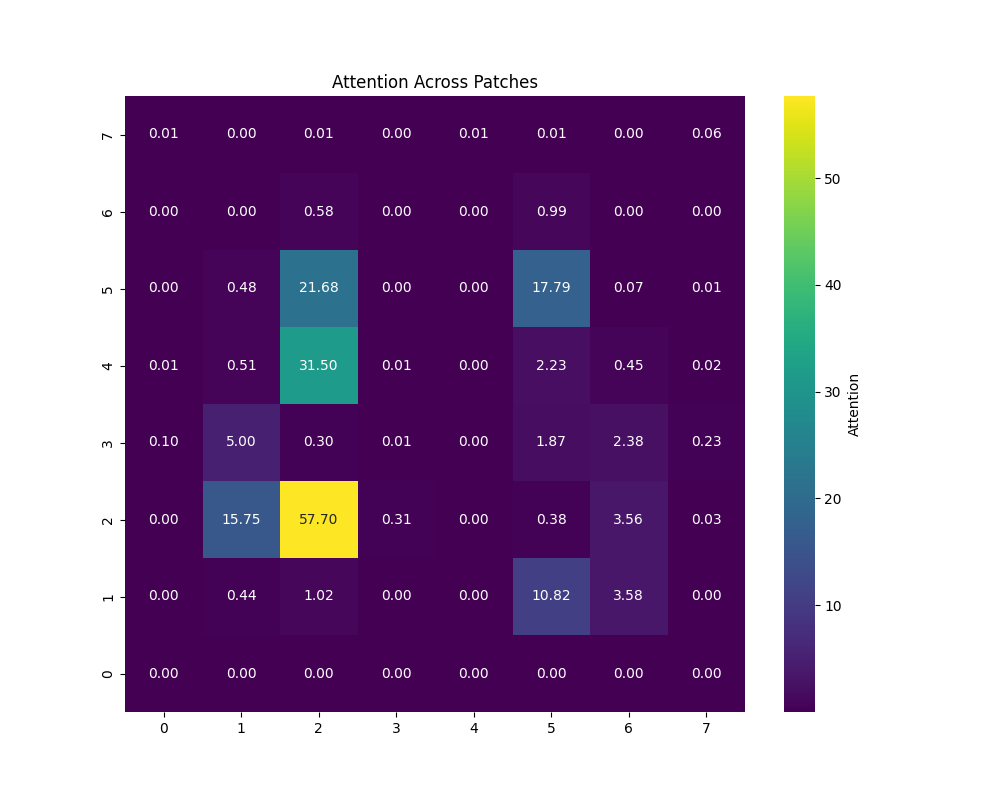 Attention Across Patches
7 0.01 0.00 0.01 0.00 0.01 0.01 0.00 0.06
6 0.00 0.00 0.58 0.00 0.00 0.99 0.00 0.00
5 0.00 0.48 21.68 0.00 0.00 17.79 0.07 0.01
4 0.01 0.51 31.50 0.01 0.00 2.23 0.45 0.02
3 0.10 5.00 0.30 0.01 0.00 1.87 2.38 0.23
2 0.00 15.75 57.70 0.31 0.00 0.38 3.56 0.03
1 0.00 0.44 1.02 0.00 0.00 10.82 3.58 0.00
0 0.00 0.00 0.00 0.00 0.00 0.00 0.00 0.00
0 1 2 3 4 5 6 7
50
40
30
20
10
Attention